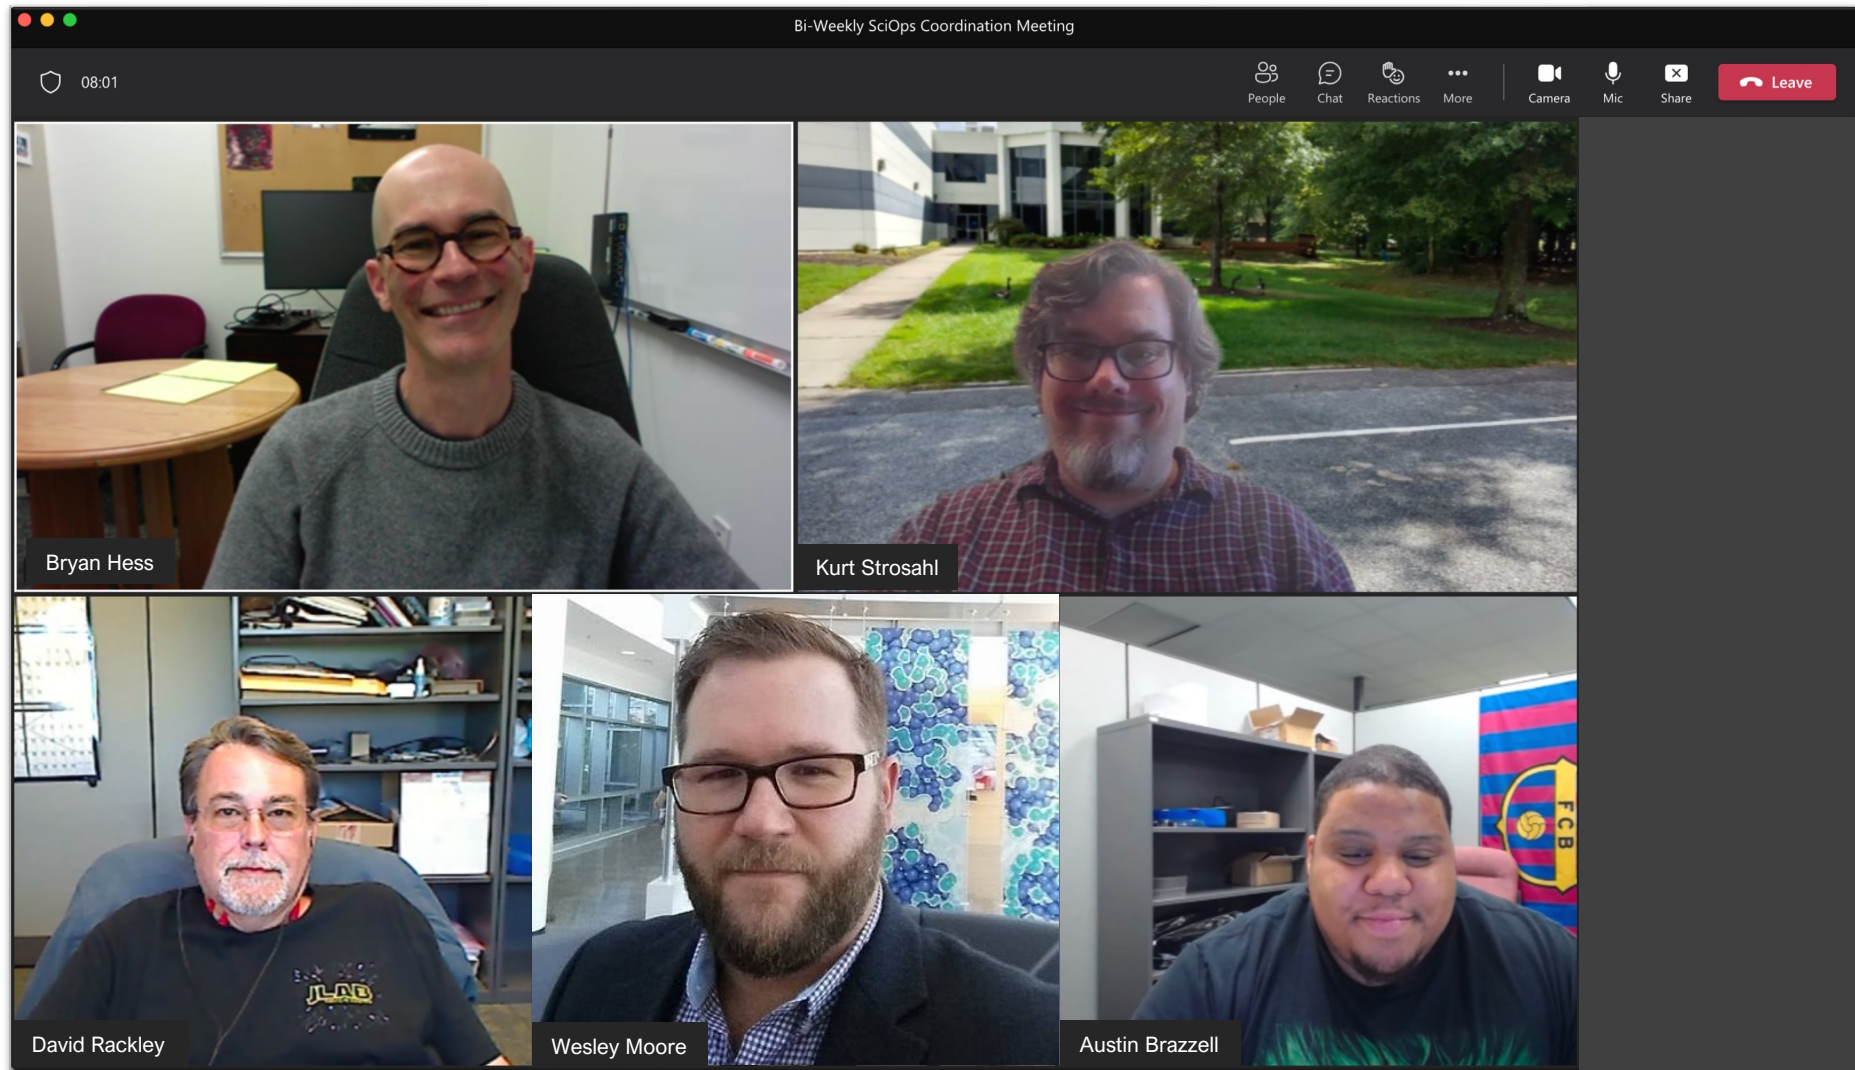 Bi-Weekly SciOps Coordination Meeting
08:01
People
Chat
Reactions
More
Camera
Mic
Share
Leave
Bryan Hess
Kurt Strosahl
JLAB
FCB
David Rackley
Wesley Moore
Austin Brazzell